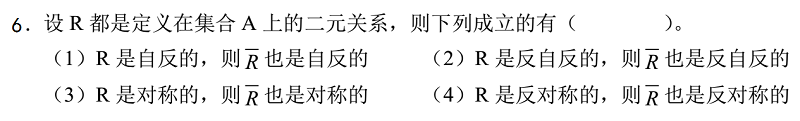 6．设 R 都是定义在集合 A 上的二元关系，则下列成立的有（　　　）。
（1）R 是自反的，则 R̅ 也是自反的　　（2）R 是反自反的，则 R̅ 也是反自反的
（3）R 是对称的，则 R̅ 也是对称的　　（4）R 是反对称的，则 R̅ 也是反对称的